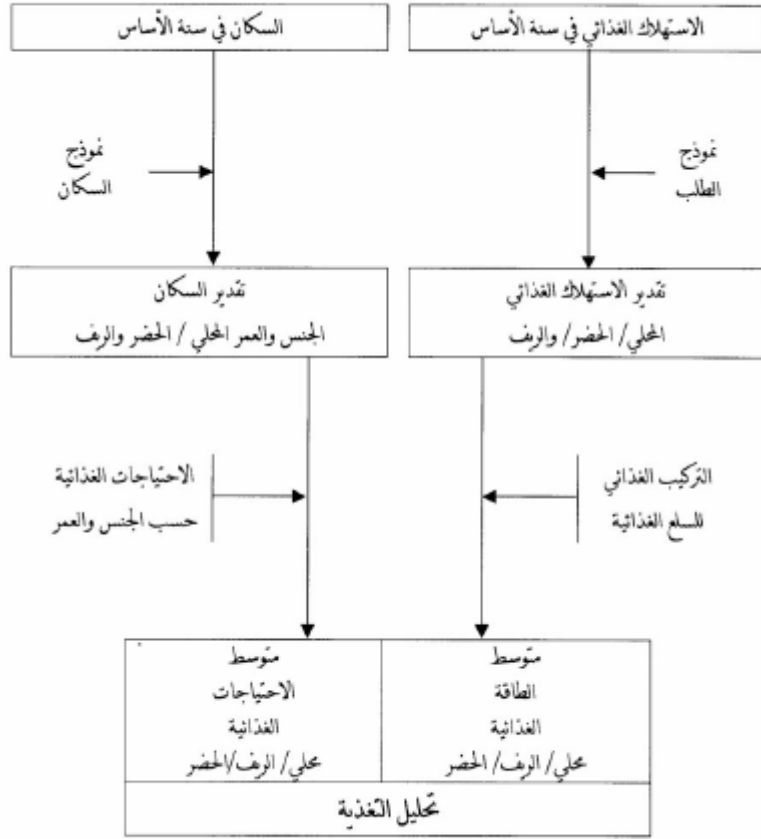 الاستهلاك الغذائي في سنة الأساس
السكان في سنة الأساس
نموذج
الطلب
نموذج
السكان
تقدير الاستهلاك الغذائي
المحلي/ الحضر/ والريف
تقدير السكان
الجنس والعمر المحلي / الحضر والريف
التركيب الغذائي
للسلع الغذائية
الاحتياجات الغذائية
حسب الجنس والعمر
متوسط
الطاقة
الغذائية
محلي/ الريف/ الحضر
متوسط
الاحتياجات
الغذائية
محلي/ الريف/الحضر
تحليل التغذية